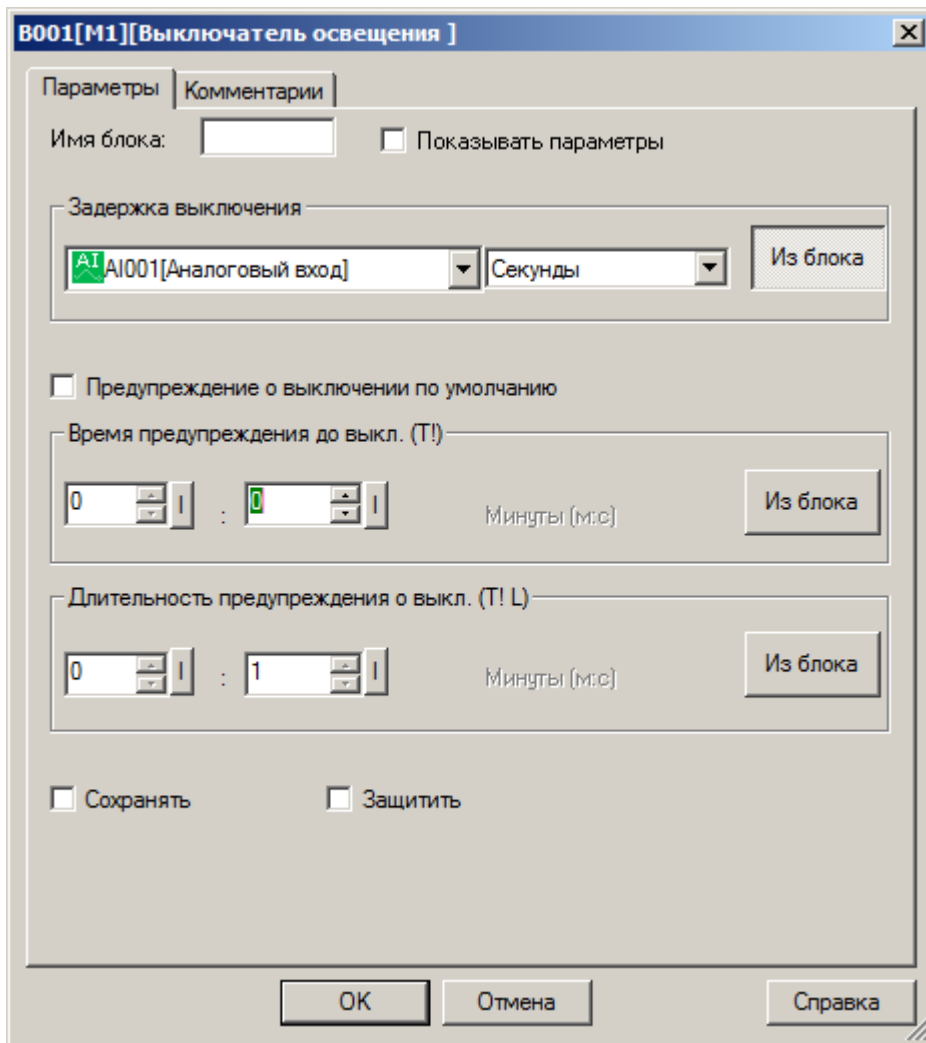 B001[M1][Выключатель освещения ]
Параметры Комментарии
Имя блока: Показывать параметры
Задержка выключения
AI AI001[Аналоговый вход] Секунды Из блока
Предупреждение о выключении по умолчанию
Время предупреждения до выкл. (T!)
0 : 0 Минуты (м:с) Из блока
Длительность предупреждения о выкл. (T! L)
0 : 1 Минуты (м:с) Из блока
Сохранять Защитить
OK Отмена Справка